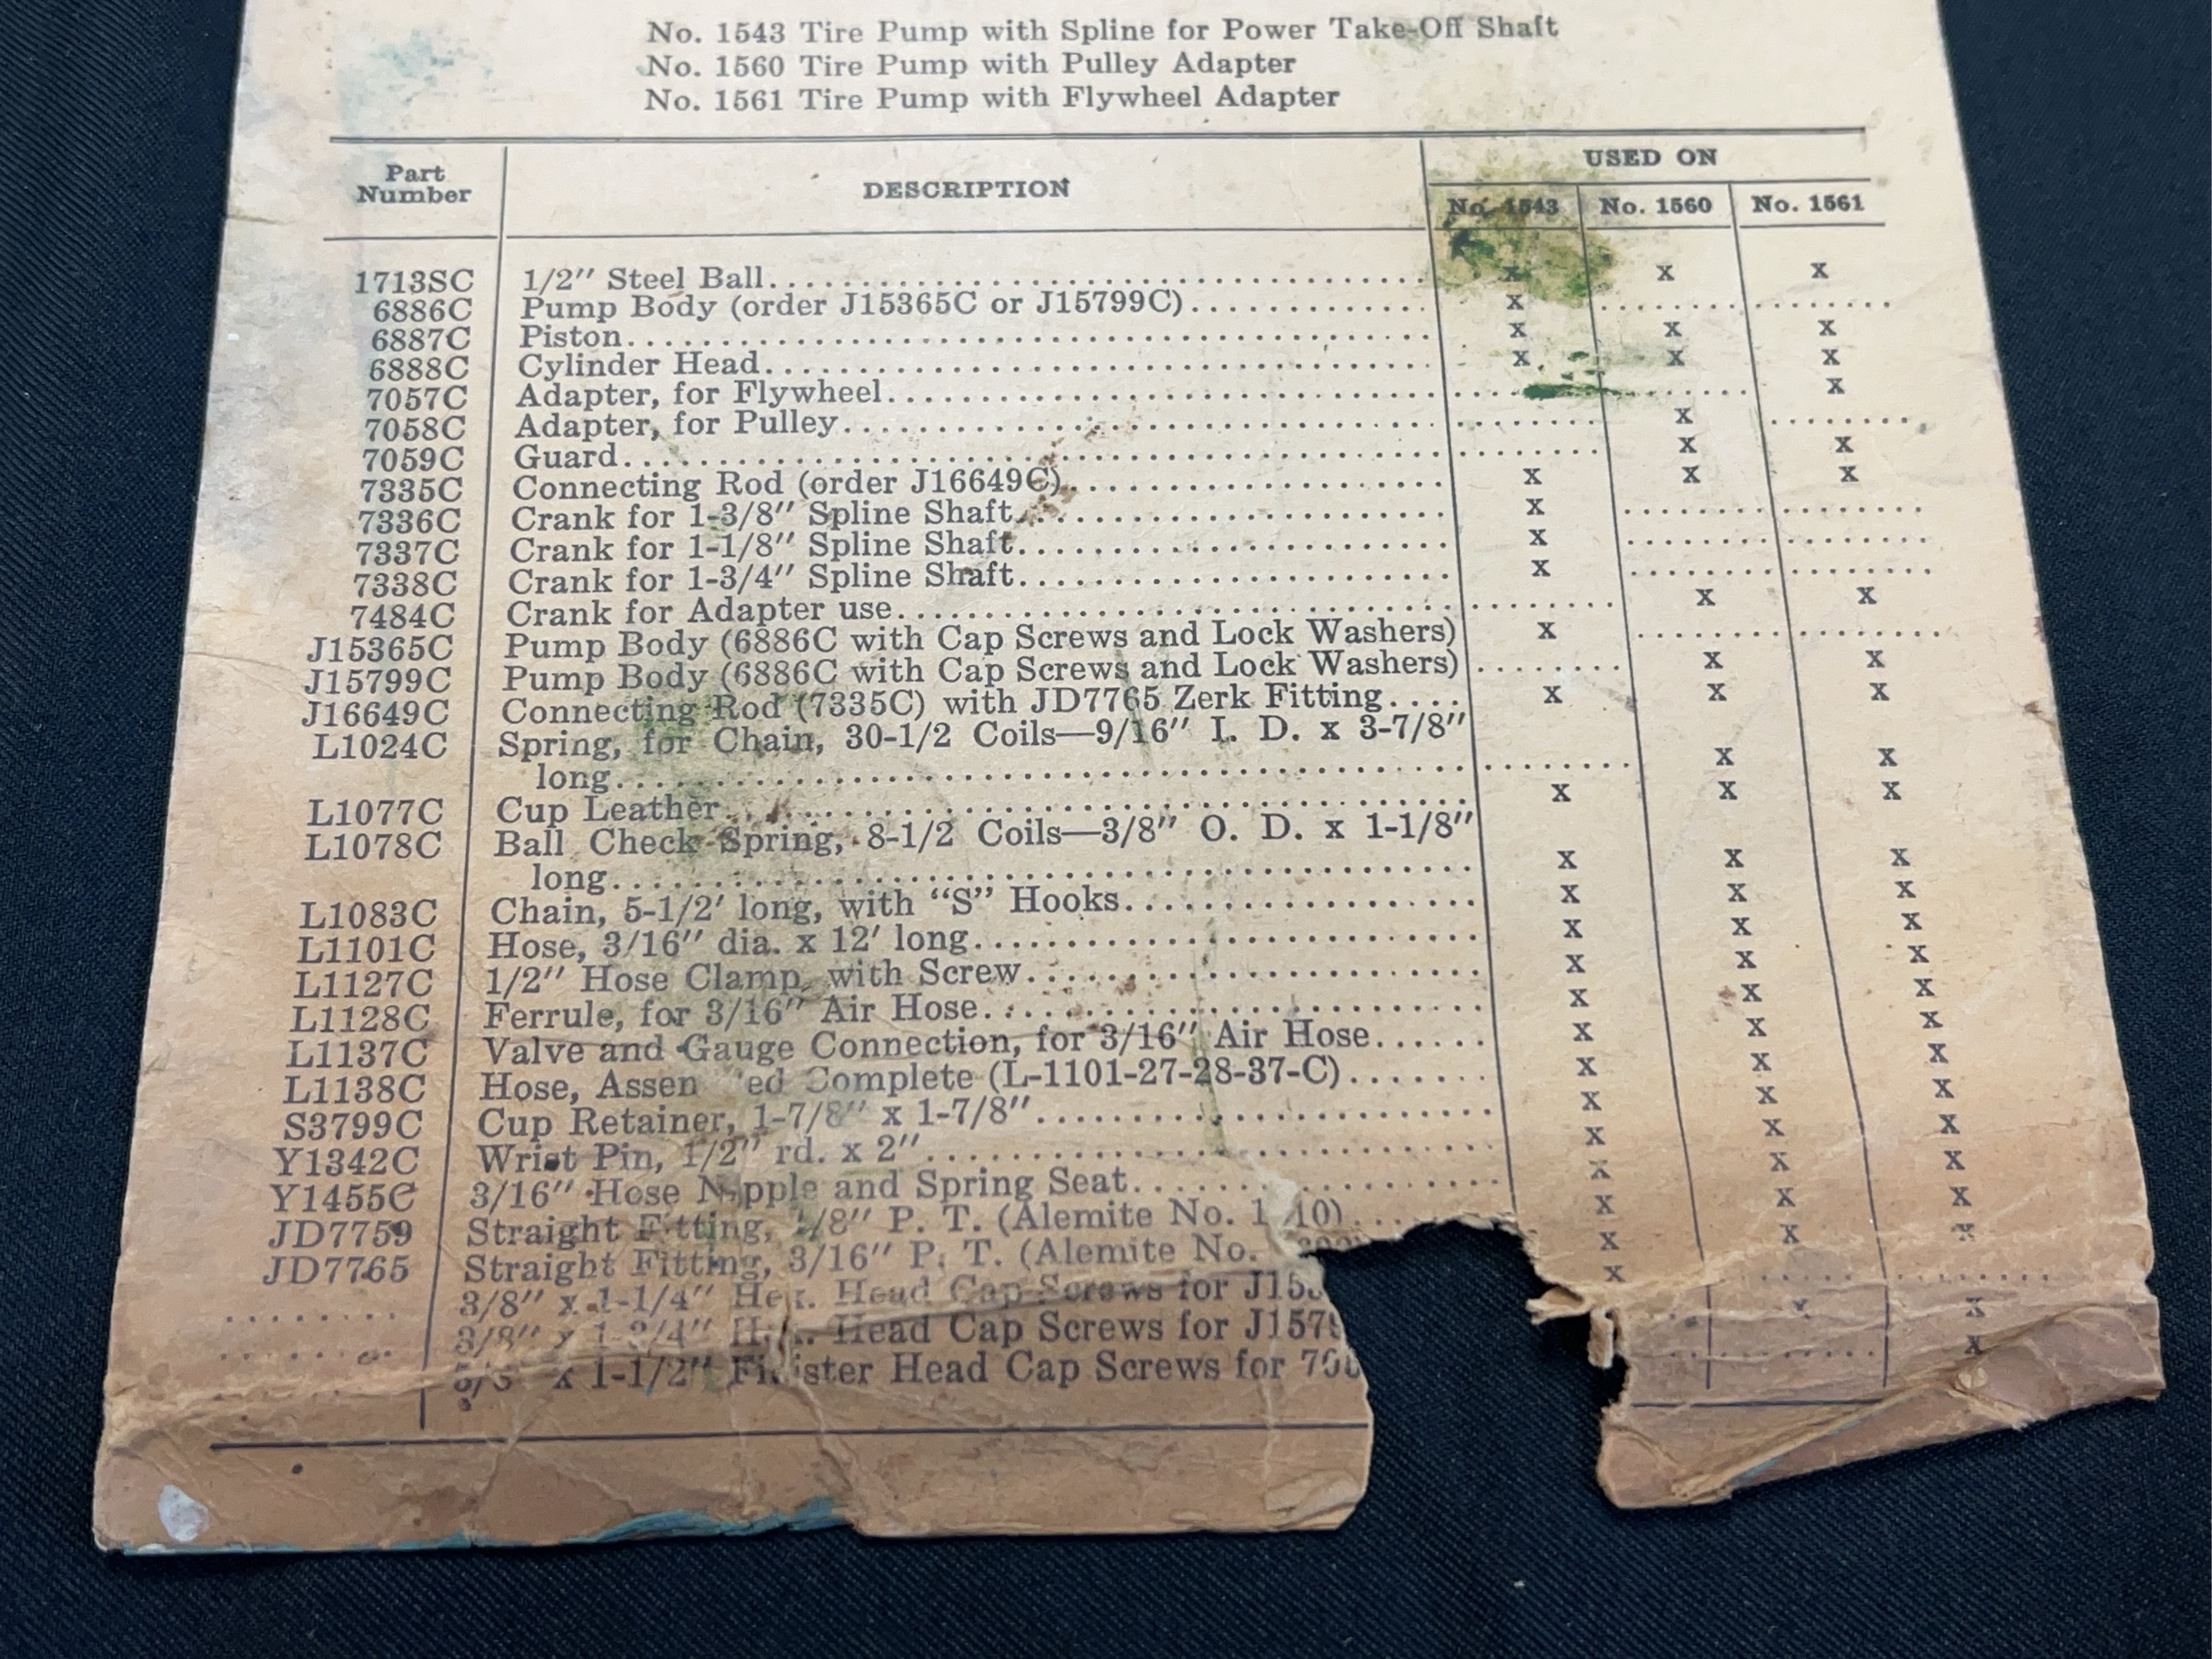 No. 1543 Tire Pump with Spline for Power Take-Off Shaft
No. 1560 Tire Pump with Pulley Adapter
No. 1561 Tire Pump with Flywheel Adapter
Part Number DESCRIPTION USED ON
No. 1543 No. 1560 No. 1561
1713SC 1/2" Steel Ball x x x
6886C Pump Body (order J15365C or J15799C) x
6887C Piston x x x
6888C Cylinder Head x x x
7057C Adapter, for Flywheel x
7058C Adapter, for Pulley x
7059C Guard x x
7335C Connecting Rod (order J16649C) x x x
7336C Crank for 1-3/8" Spline Shaft x
7337C Crank for 1-1/8" Spline Shaft x
7338C Crank for 1-3/4" Spline Shaft x
7484C Crank for Adapter use x x
J15365C Pump Body (6886C with Cap Screws and Lock Washers) x
J15799C Pump Body (6886C with Cap Screws and Lock Washers) x x
J16649C Connecting Rod (7335C) with JD7765 Zerk Fitting x x x
L1024C Spring, for Chain, 30-1/2 Coils—9/16" I. D. x 3-7/8"
long x x
L1077C Cup Leather x x x
L1078C Ball Check Spring, 8-1/2 Coils—3/8" O. D. x 1-1/8"
long x x x
L1083C Chain, 5-1/2' long, with "S" Hooks x x x
L1101C Hose, 3/16" dia. x 12' long x x x
L1127C 1/2" Hose Clamp, with Screw x x x
L1128C Ferrule, for 3/16" Air Hose x x x
L1137C Valve and Gauge Connection, for 3/16" Air Hose x x x
L1138C Hose, Complete (L-1101-27-28-37-C) x x x
S3799C Cup Retainer, 1-7/8" x 1-7/8" x x x
Y1342C Wrist Pin, 1/2" rd. x 2" x x x
Y1455C 3/16" Hose Nipple and Spring Seat x x x
JD7759 Straight Fitting, 1/8" P. T. (Alemite No. x x x
JD7765 Straight Fitting, 3/16" P. T. (Alemite No. x x x
3/8" x 1-1/4" Hex. Head Cap Screws for x
Head Cap Screws for x x
x 1-1/2" Head Cap Screws for x